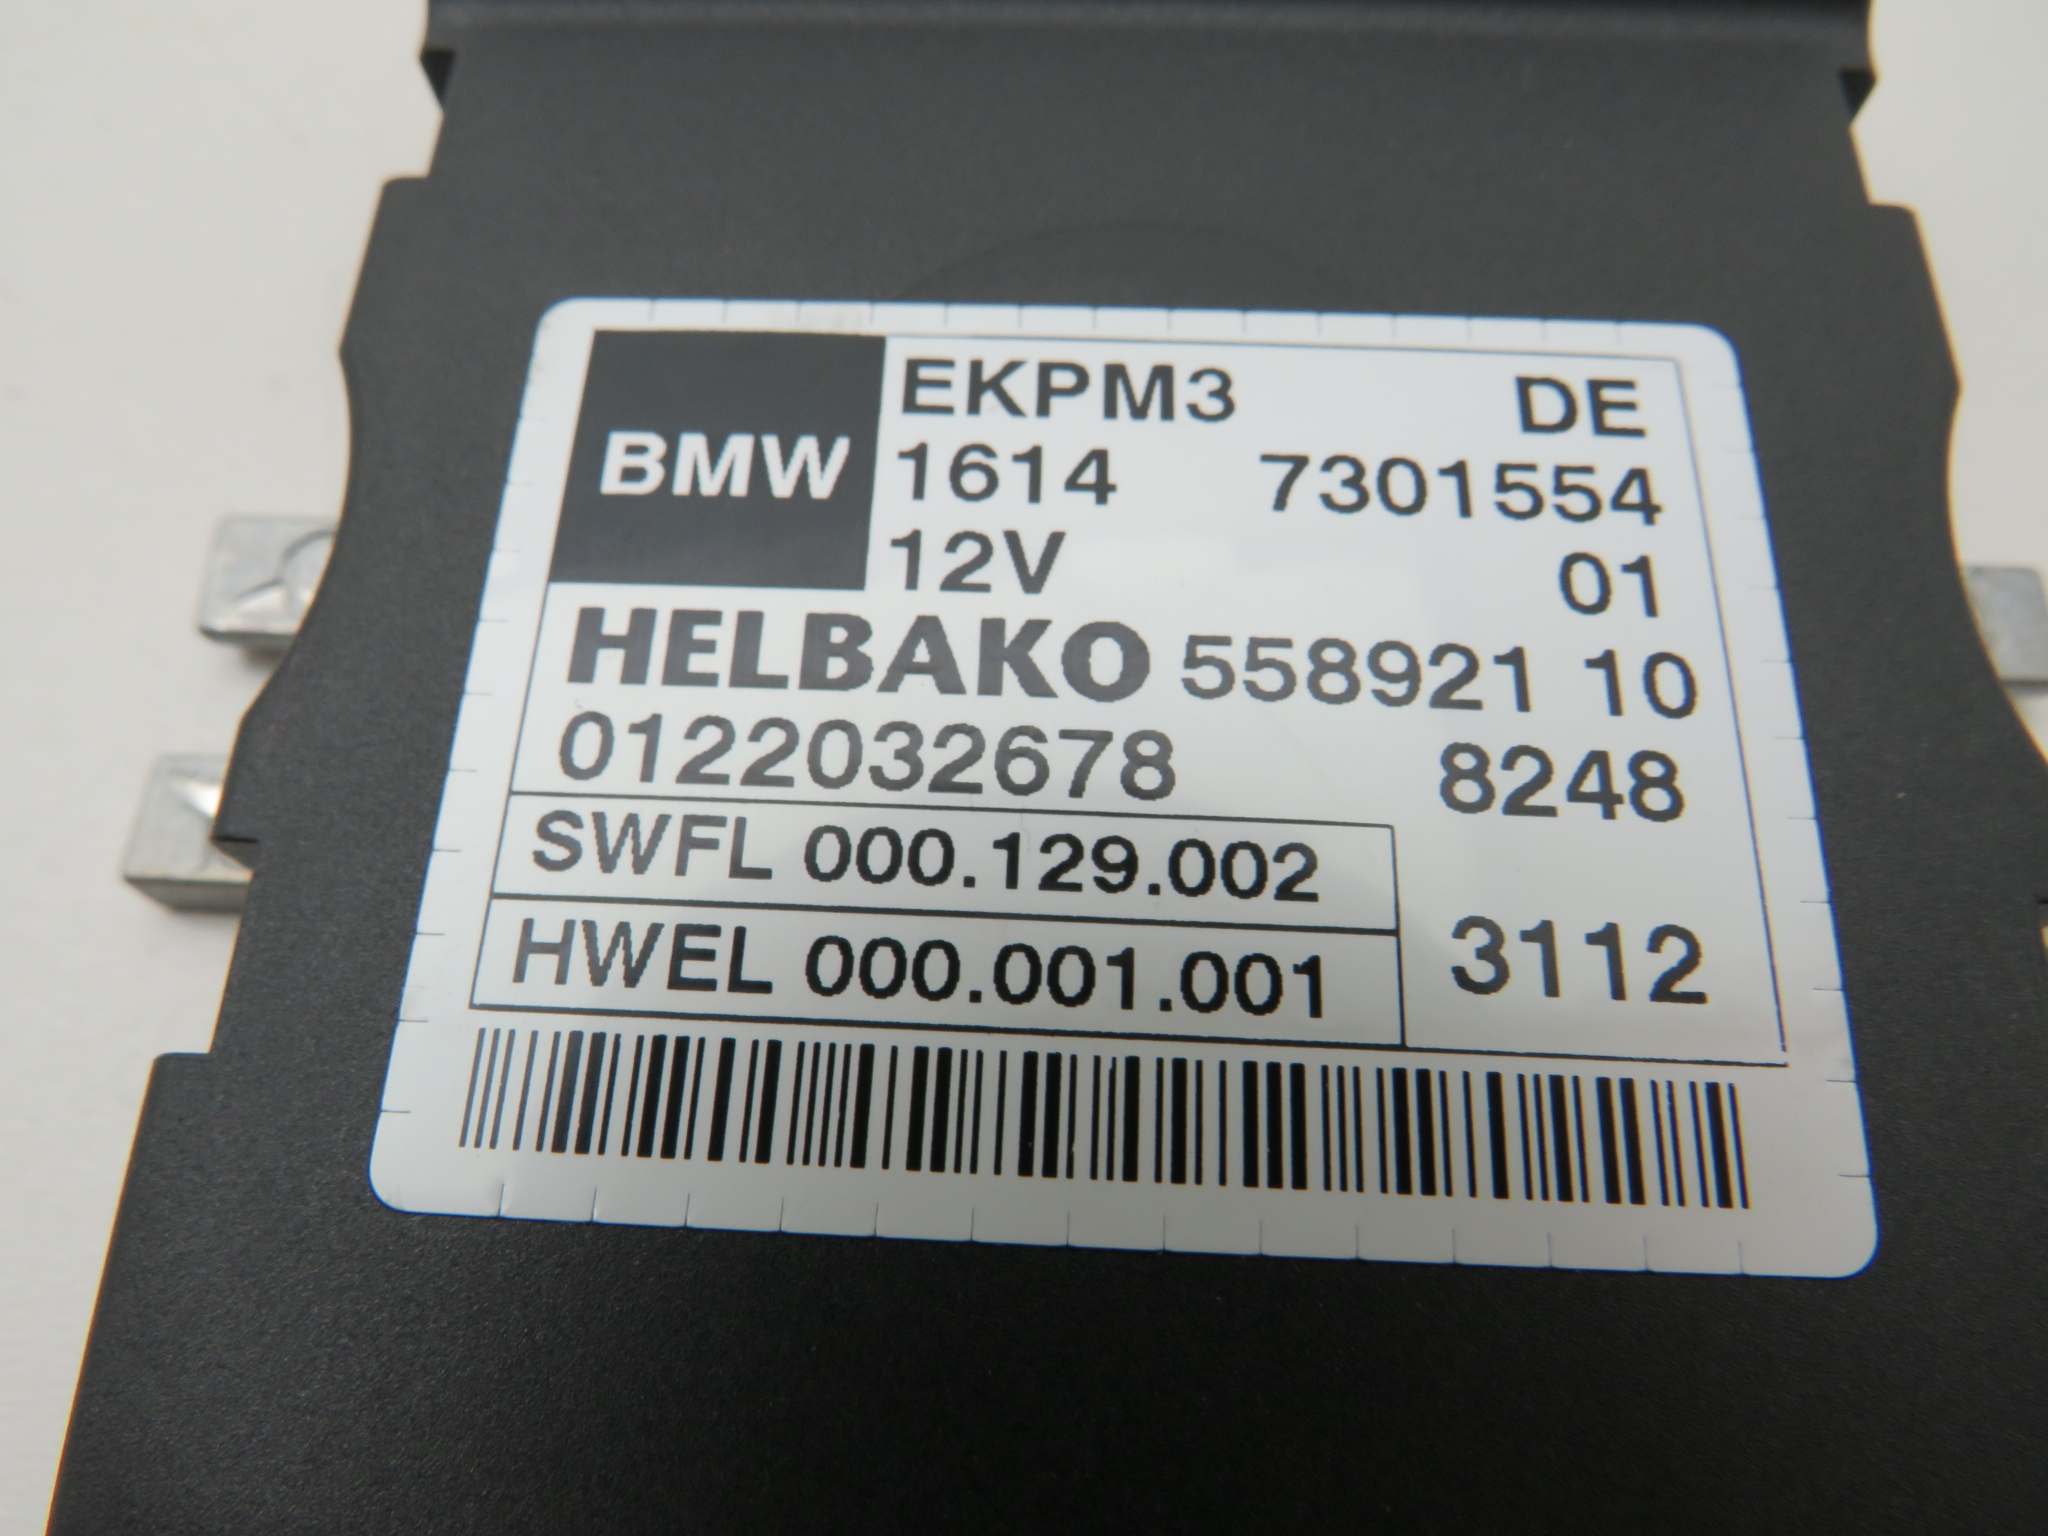 BMW
EKPM3 DE
1614 7301554
12V 01
HELBAKO 558921 10
0122032678 8248
SWFL 000.129.002
HWEL 000.001.001 3112